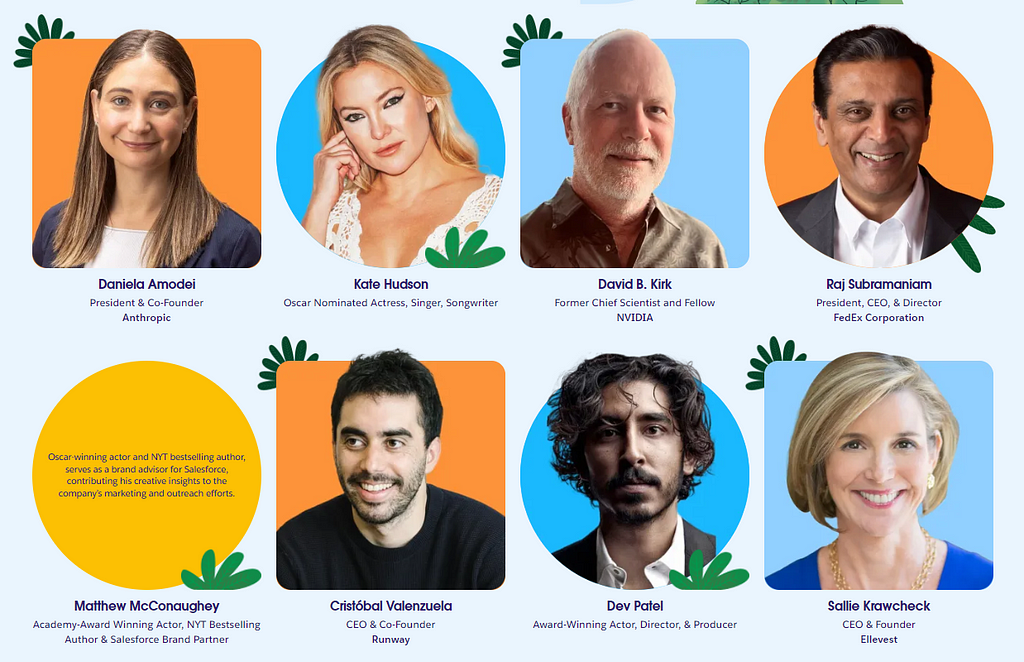 Daniela Amodei
President & Co-Founder
Anthropic
Kate Hudson
Oscar Nominated Actress, Singer, Songwriter
David B. Kirk
Former Chief Scientist and Fellow
NVIDIA
Raj Subramaniam
President, CEO, & Director
FedEx Corporation
Oscar-winning actor and NYT bestselling author,
serves as a brand advisor for Salesforce,
contributing his creative insights to the
company's marketing and outreach efforts.
Matthew McConaughey
Academy-Award Winning Actor, NYT Bestselling
Author & Salesforce Brand Partner
Cristóbal Valenzuela
CEO & Co-Founder
Runway
Dev Patel
Award-Winning Actor, Director, & Producer
Sallie Krawcheck
CEO & Founder
Ellevest